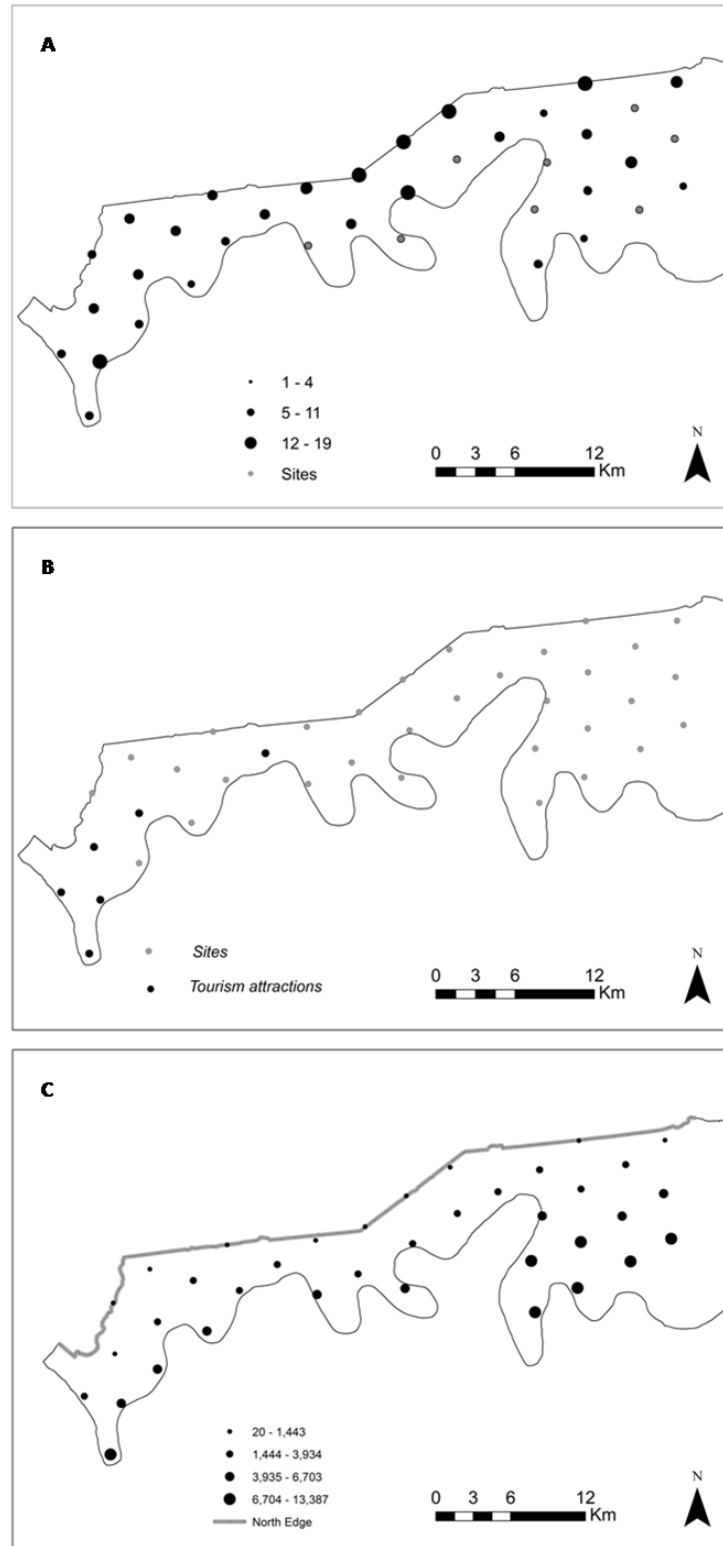 A
1 - 4
5 - 11
12 - 19
Sites
0 3 6 12
Km
N
B
Sites
Tourism attractions
0 3 6 12
Km
N
C
20 - 1,443
1,444 - 3,934
3,935 - 6,703
6,704 - 13,387
North Edge
0 3 6 12
Km
N